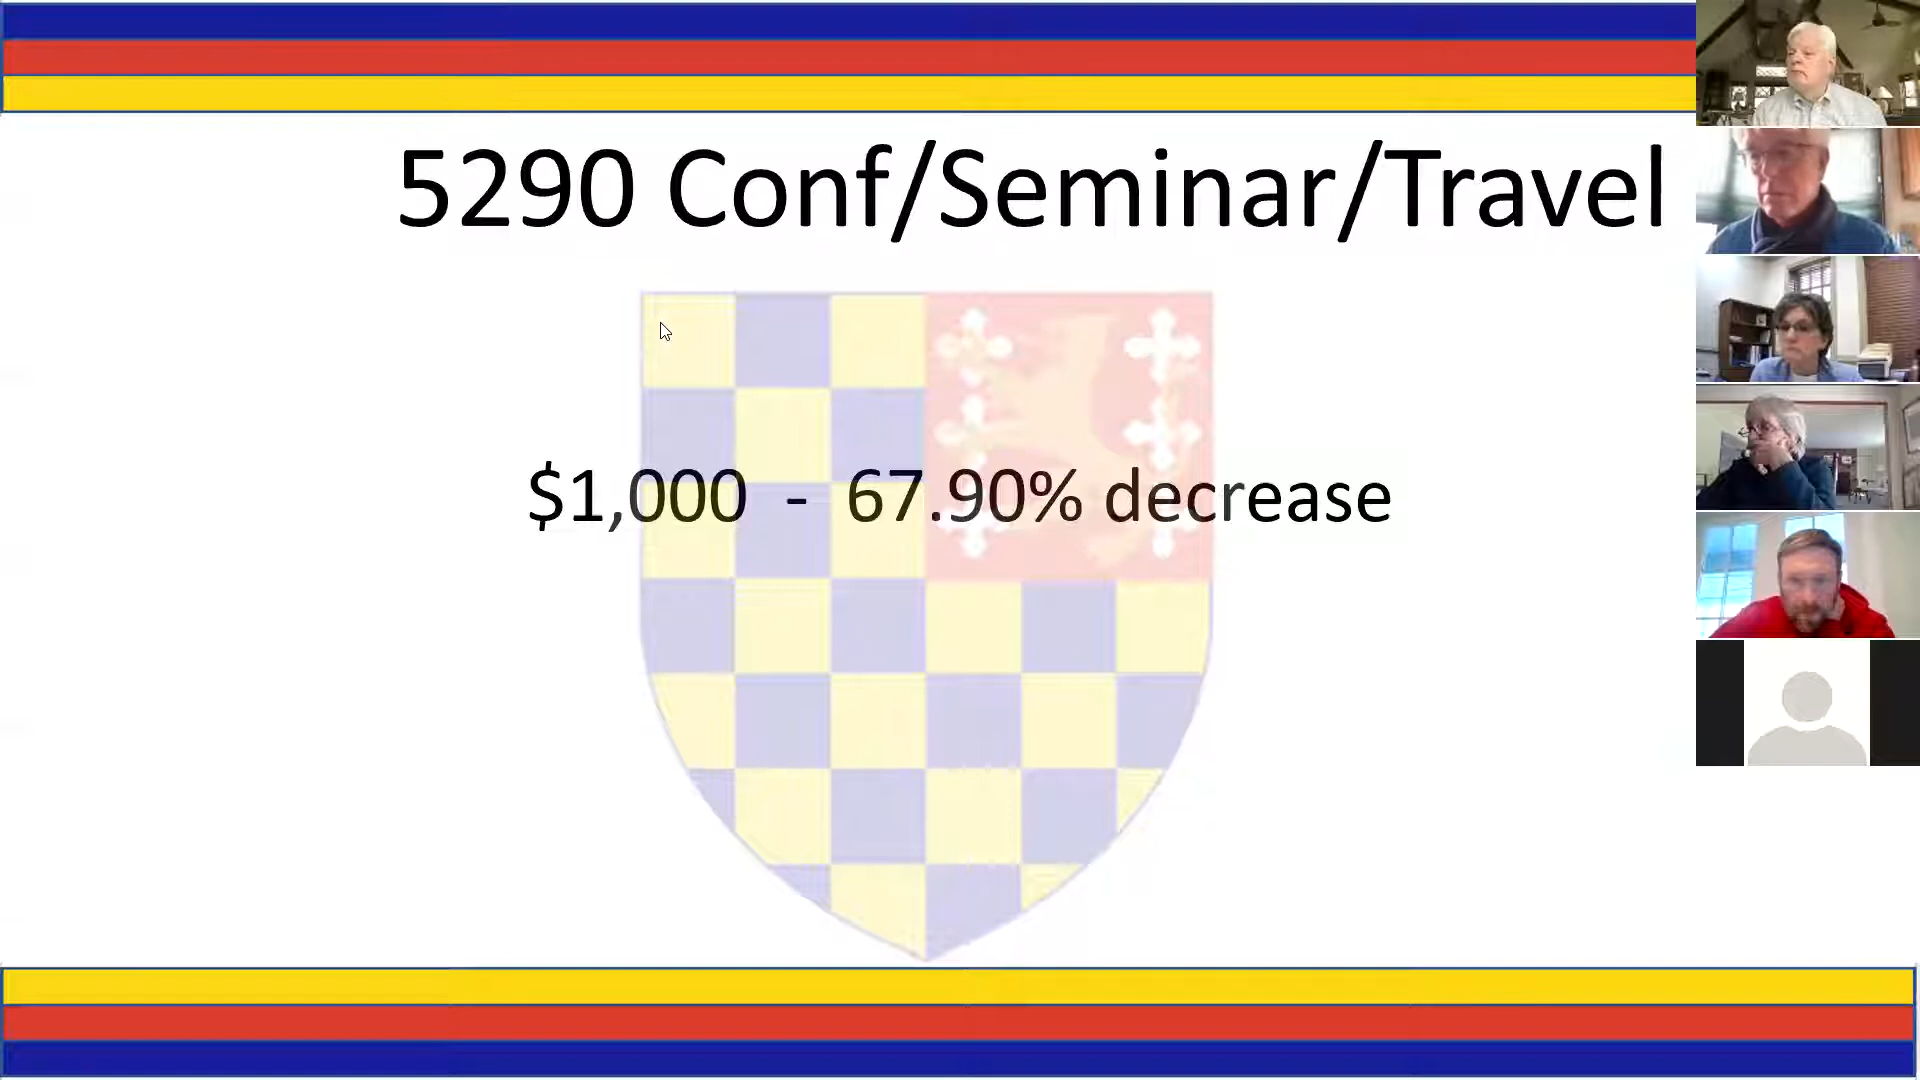 5290 Conf/Seminar/Travel
$1,000 - 67.90% decrease